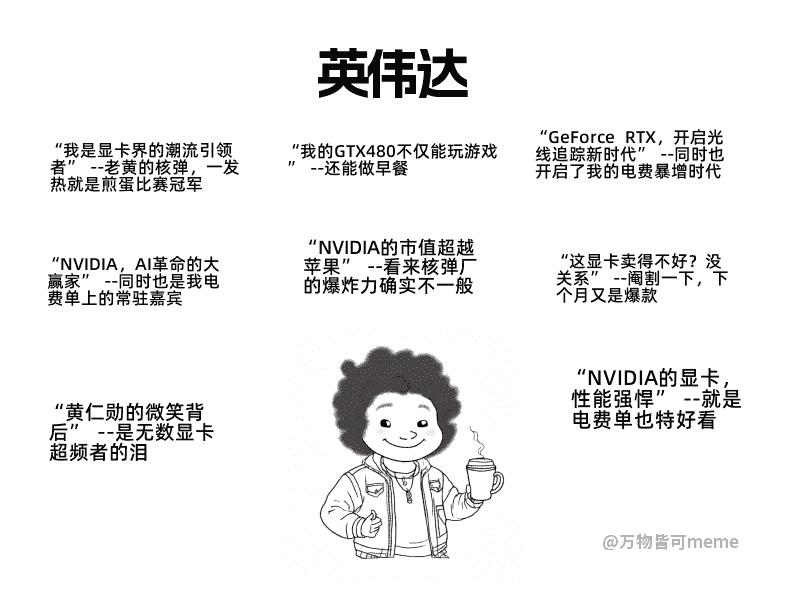 英伟达
“我是显卡界的潮流引领
者” --老黄的核弹，一发
热就是煎蛋比赛冠军
“我的GTX480不仅能玩游戏
” --还能做早餐
“GeForce RTX，开启光
线追踪新时代” --同时也
开启了我的电费暴增时代
“NVIDIA，AI革命的大
赢家” --同时也是我电
费单上的常驻嘉宾
“NVIDIA的市值超越
苹果” --看来核弹厂
的爆炸力确实不一般
“这显卡卖得不好？没
关系” --阉割一下，下
个月又是爆款
“黄仁勋的微笑背
后” --是无数显卡
超频者的泪
“NVIDIA的显卡，
性能强悍” --就是
电费单也特好看
@万物皆可meme